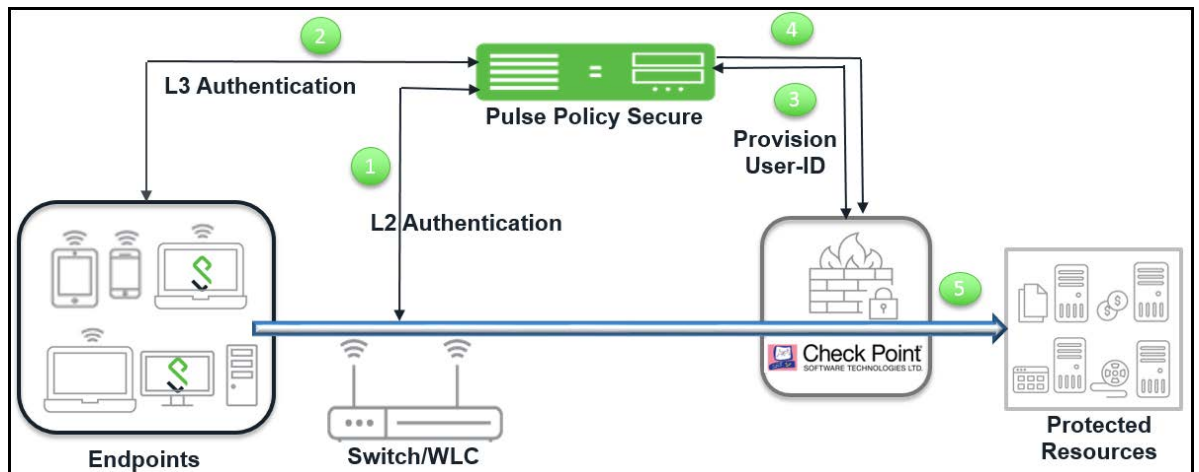 2
4
L3 Authentication
Pulse Policy Secure
3
Provision
User-ID
1
L2 Authentication
5
Check Point
SOFTWARE TECHNOLOGIES LTD.
Endpoints
Switch/WLC
Protected
Resources